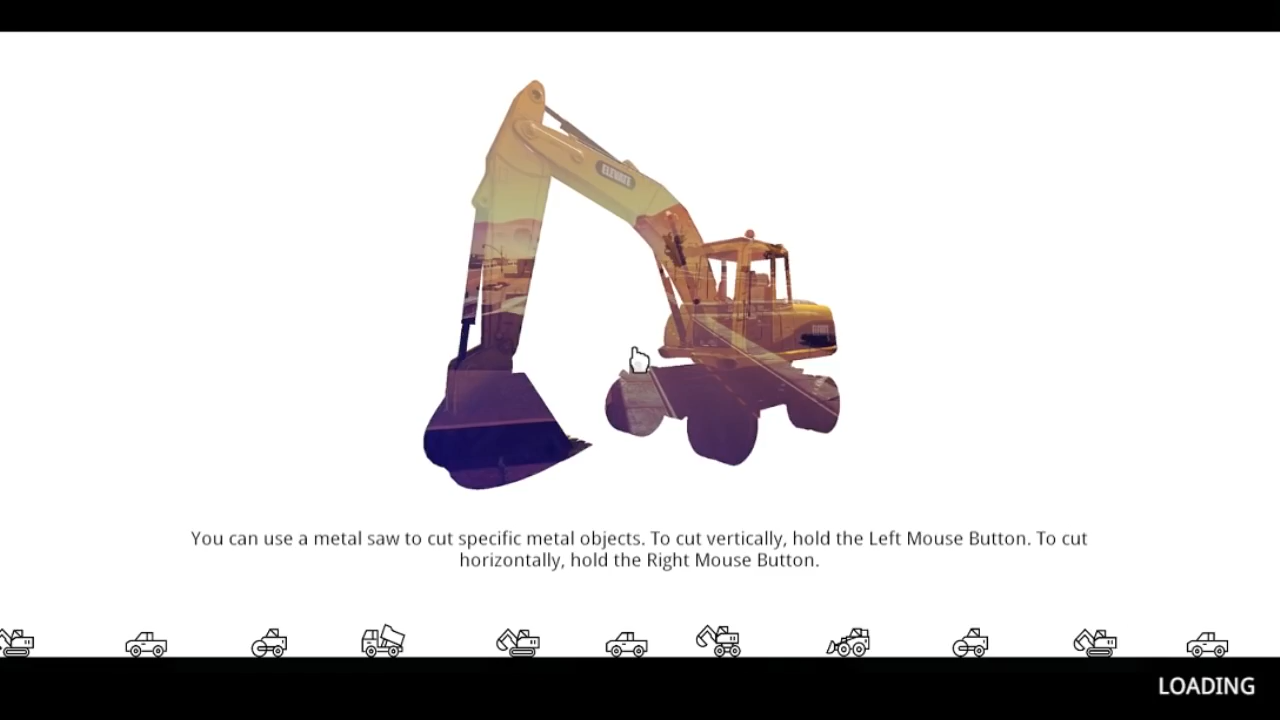 ELEVATE
You can use a metal saw to cut specific metal objects. To cut vertically, hold the Left Mouse Button. To cut
horizontally, hold the Right Mouse Button.
LOADING